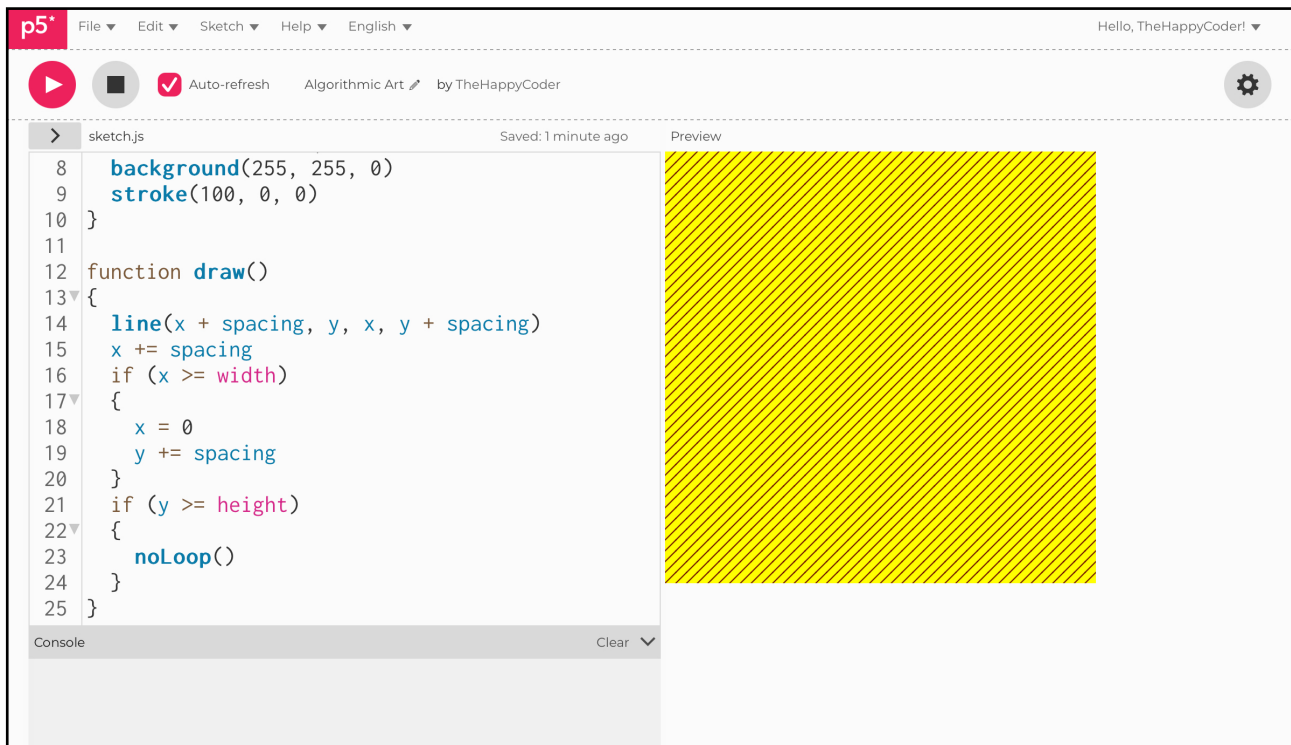 p5* File Edit Sketch Help English Hello, TheHappyCoder!
Auto-refresh Algorithmic Art by TheHappyCoder
sketch.js Saved: 1 minute ago Preview
8 background(255, 255, 0)
9 stroke(100, 0, 0)
10 }
11
12 function draw()
13 {
14 line(x + spacing, y, x, y + spacing)
15 x += spacing
16 if (x >= width)
17 {
18 x = 0
19 y += spacing
20 }
21 if (y >= height)
22 {
23 noLoop()
24 }
25 }
Console Clear